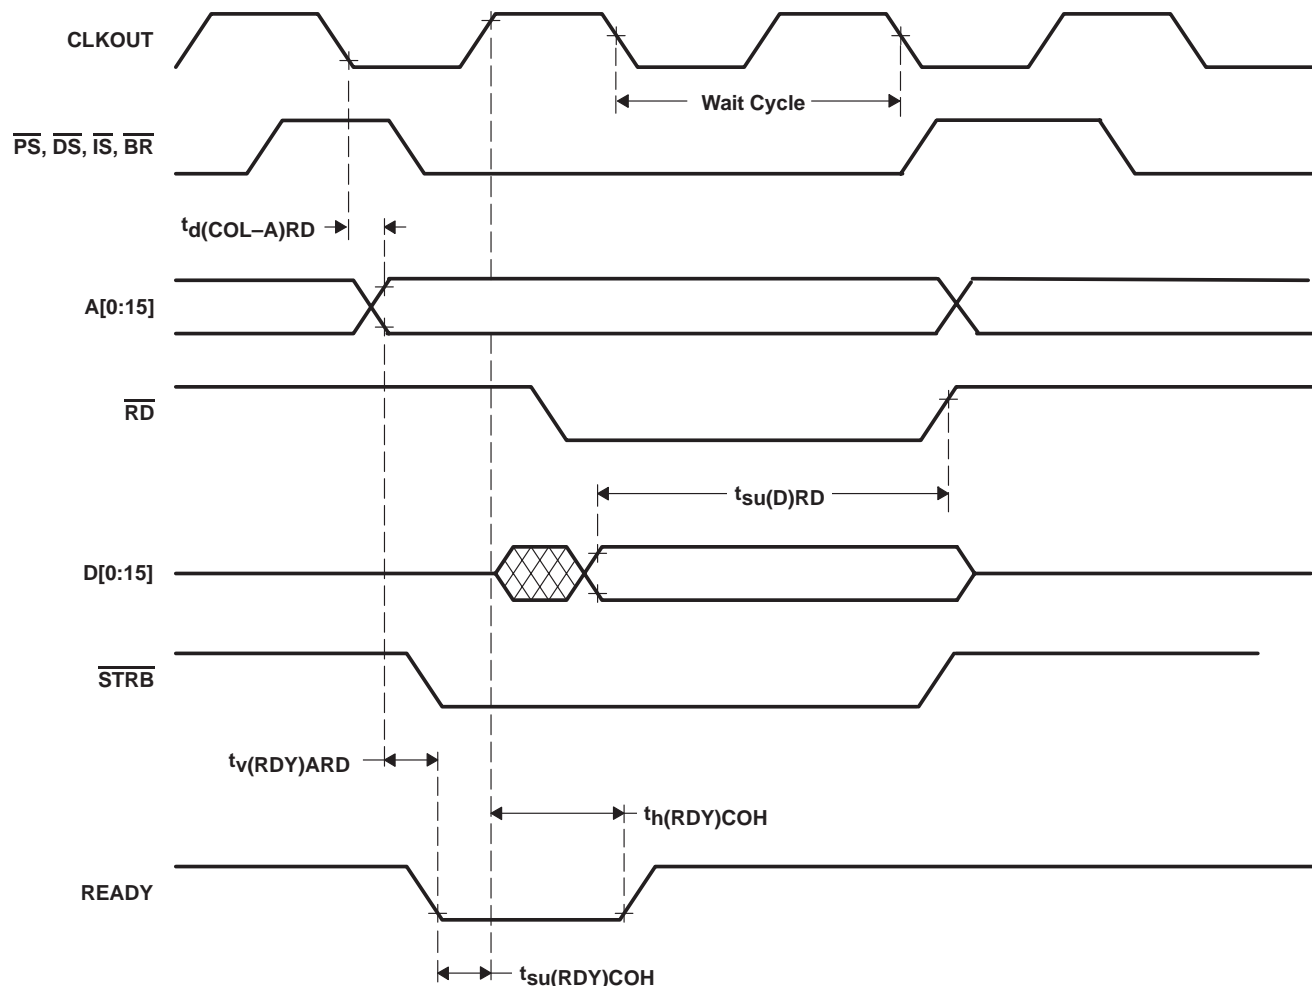 CLKOUT
Wait Cycle
PS, DS, IS, BR
td(COL–A)RD
A[0:15]
RD
tsu(D)RD
D[0:15]
STRB
tv(RDY)ARD
th(RDY)COH
READY
tsu(RDY)COH